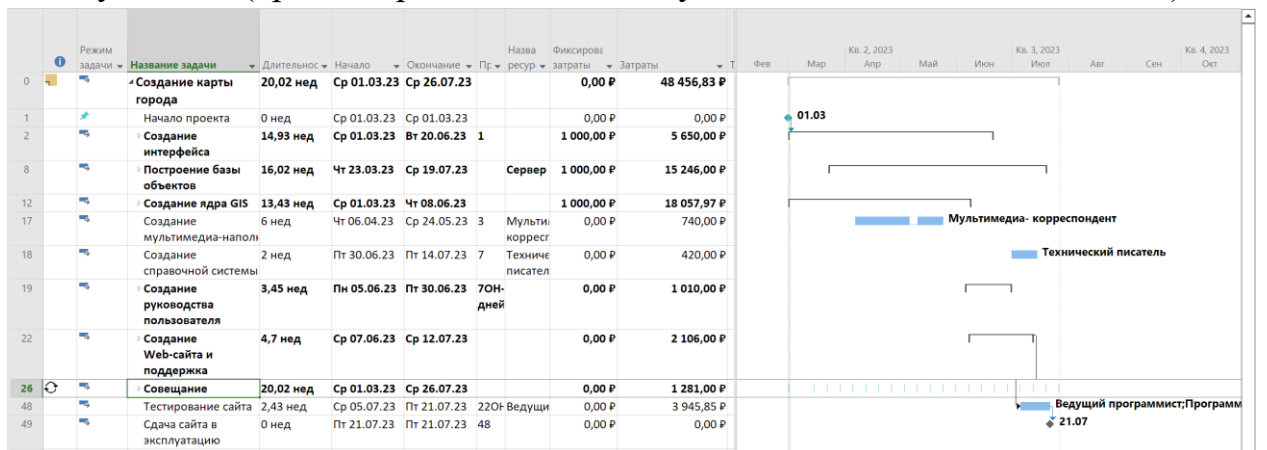 Режим Назва Фиксирова Кв. 2, 2023 Кв. 3, 2023 Кв. 4, 2023
задачи Название задачи Длительнос Начало Окончание Пр ресур затраты Затраты Т Фев Мар Апр Май Июн Июл Авг Сен Окт
0 Создание карты 20,02 нед Ср 01.03.23 Ср 26.07.23 0,00 ₽ 48 456,83 ₽
города
1 Начало проекта 0 нед Ср 01.03.23 Ср 01.03.23 0,00 ₽ 0,00 ₽ 01.03
2 Создание 14,93 нед Ср 01.03.23 Вт 20.06.23 1 1 000,00 ₽ 5 650,00 ₽
интерфейса
8 Построение базы 16,02 нед Чт 23.03.23 Ср 19.07.23 Сервер 1 000,00 ₽ 15 246,00 ₽
объектов
12 Создание ядра GIS 13,43 нед Ср 01.03.23 Чт 08.06.23 1 000,00 ₽ 18 057,97 ₽
17 Создание 6 нед Чт 06.04.23 Ср 24.05.23 3 Мульти 0,00 ₽ 740,00 ₽ Мультимедиа- корреспондент
мультимедиа-наполн корресп
18 Создание 2 нед Пт 30.06.23 Пт 14.07.23 7 Техниче 0,00 ₽ 420,00 ₽ Технический писатель
справочной системы писател
19 Создание 3,45 нед Пн 05.06.23 Пт 30.06.23 7ОН- 0,00 ₽ 1 010,00 ₽
руководства дней
пользователя
22 Создание 4,7 нед Ср 07.06.23 Ср 12.07.23 0,00 ₽ 2 106,00 ₽
Web-сайта и
поддержка
26 Совещание 20,02 нед Ср 01.03.23 Ср 26.07.23 0,00 ₽ 1 281,00 ₽
48 Тестирование сайта 2,43 нед Ср 05.07.23 Пт 21.07.23 22ОН Ведущи 0,00 ₽ 3 945,85 ₽ Ведущий программист;Программ
49 Сдача сайта в 0 нед Пт 21.07.23 Пт 21.07.23 48 0,00 ₽ 0,00 ₽ 21.07
эксплуатацию